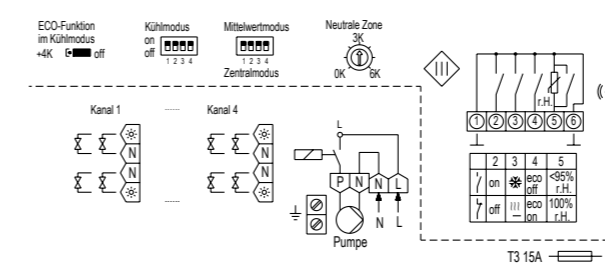 ECO-Funktion
im Kühlmodus
+4K off
Kühlmodus
on
off
1 2 3 4
Mittelwertmodus
1 2 3 4
Zentralmodus
Neutrale Zone
3K
0K 6K
Kanal 1 Kanal 4
N N
N N
L
P N N L
N L
Pumpe
r.H.
1 2 3 4 5 6
2 3 4 5
on eco off <95% r.H.
off eco on 100% r.H.
T3 15A